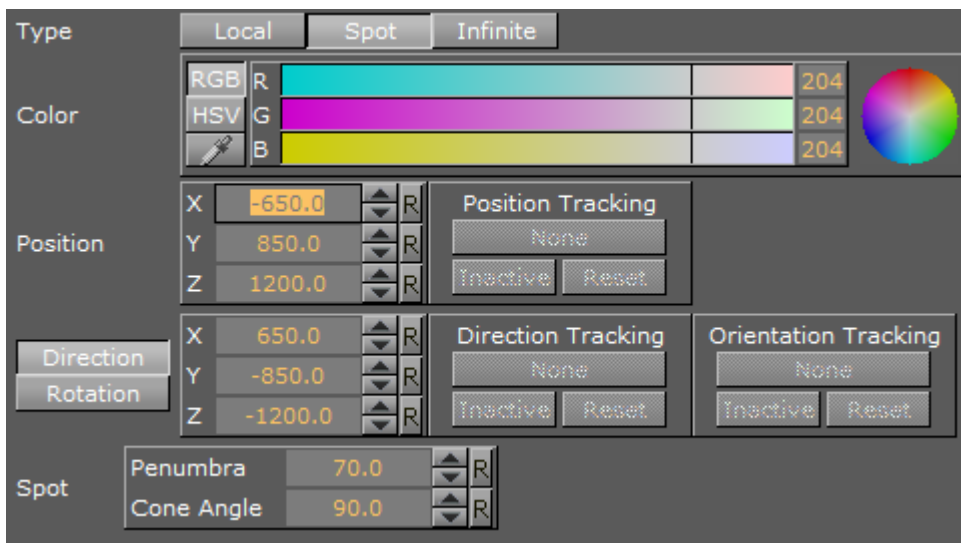 Type Local Spot Infinite
Color RGB R 204
HSV G 204
B 204
Position Tracking
X -650.0 R
Position Y 850.0 R None
Z 1200.0 R Inactive Reset
Direction Tracking Orientation Tracking
X 650.0 R
Direction Y -850.0 R None None
Rotation Z -1200.0 R Inactive Reset Inactive Reset
Spot Penumbra 70.0 R
Cone Angle 90.0 R